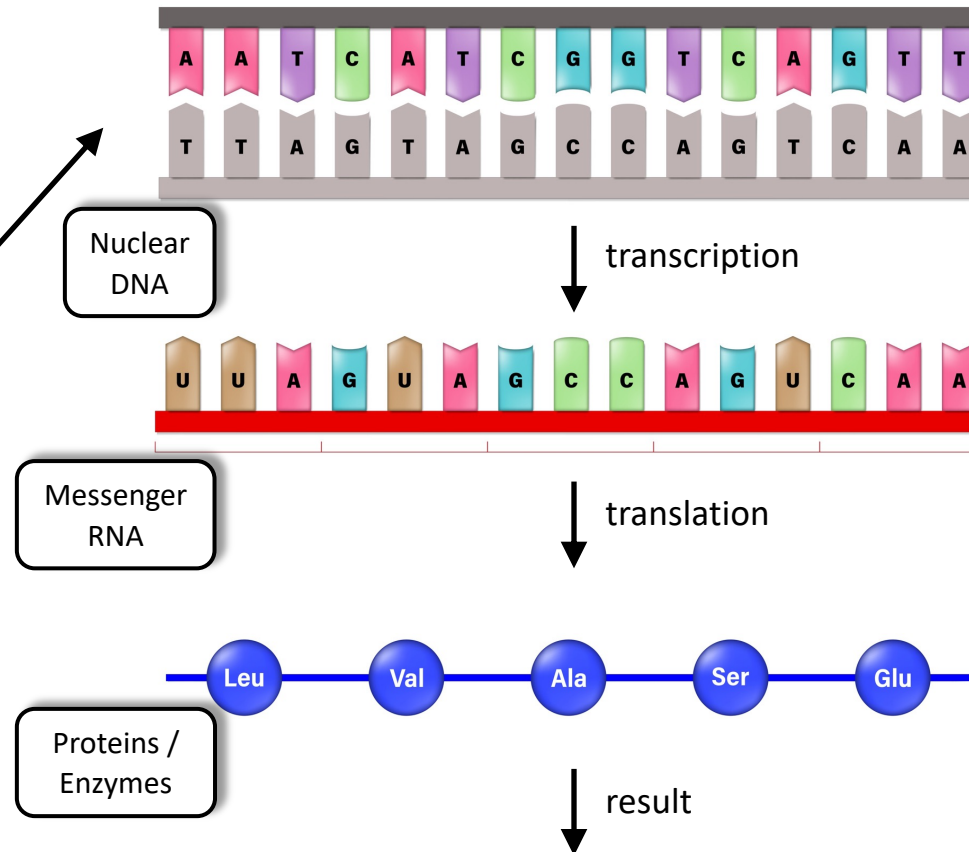 A A T C A T C G G T C A G T T
T T A G T A G C C A G T C A A
Nuclear
DNA
transcription
U U A G U A G C C A G U C A A
Messenger
RNA
translation
Leu Val Ala Ser Glu
Proteins /
Enzymes
result